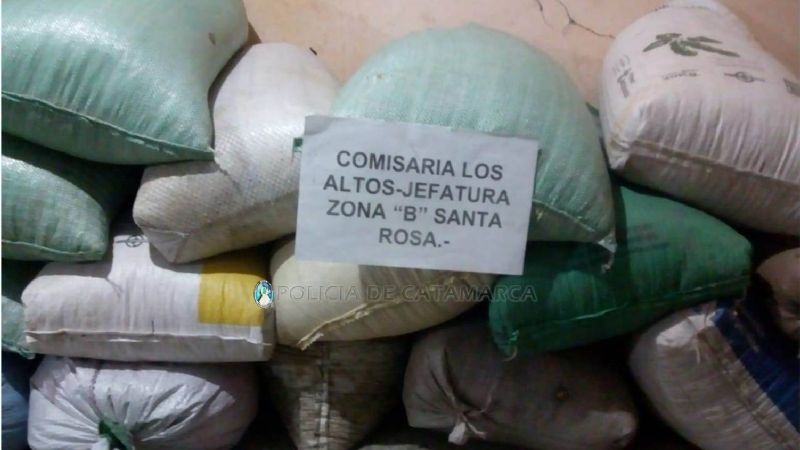 COMISARIA LOS
ALTOS-JEFATURA
ZONA “B” SANTA
ROSA.-
POLICIA DE CATAMARCA